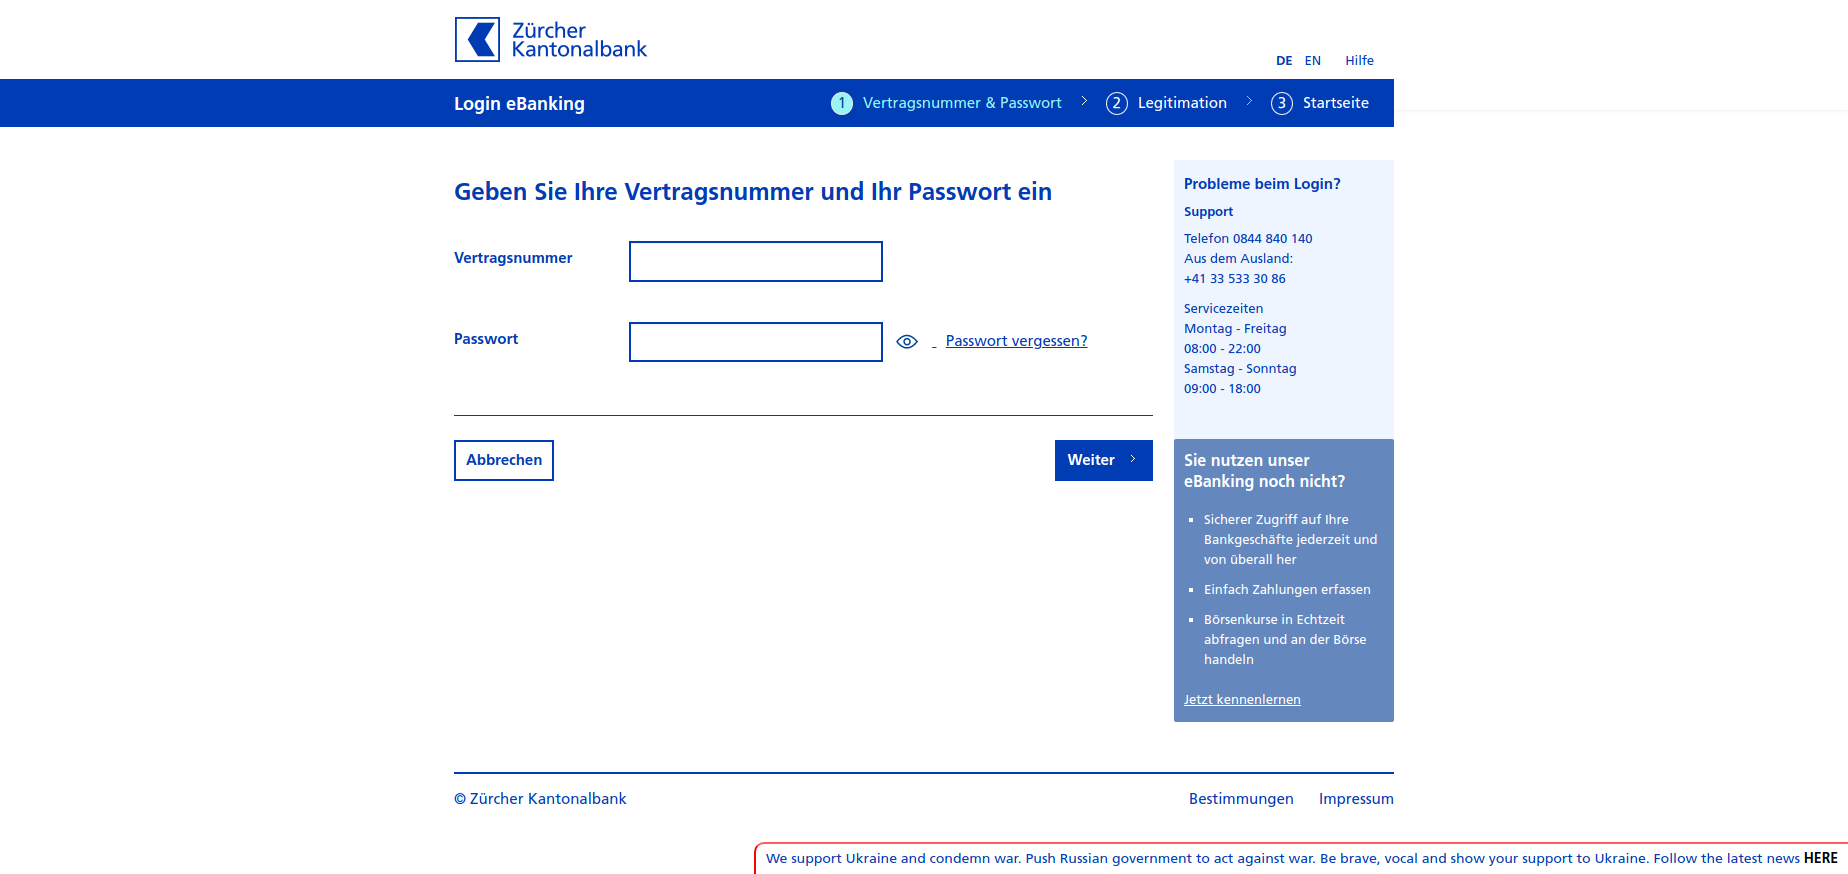 Zürcher
Kantonalbank
DE EN Hilfe
Login eBanking
1 Vertragsnummer & Passwort > 2 Legitimation > 3 Startseite
Geben Sie Ihre Vertragsnummer und Ihr Passwort ein
Vertragsnummer
Passwort
Passwort vergessen?
Abbrechen
Weiter >
Probleme beim Login?
Support
Telefon 0844 840 140
Aus dem Ausland:
+41 33 533 30 86
Servicezeiten
Montag - Freitag
08:00 - 22:00
Samstag - Sonntag
09:00 - 18:00
Sie nutzen unser
eBanking noch nicht?
▪ Sicherer Zugriff auf Ihre
Bankgeschäfte jederzeit und
von überall her
▪ Einfach Zahlungen erfassen
▪ Börsenkurse in Echtzeit
abfragen und an der Börse
handeln
Jetzt kennenlernen
© Zürcher Kantonalbank
Bestimmungen Impressum
We support Ukraine and condemn war. Push Russian government to act against war. Be brave, vocal and show your support to Ukraine. Follow the latest news HERE